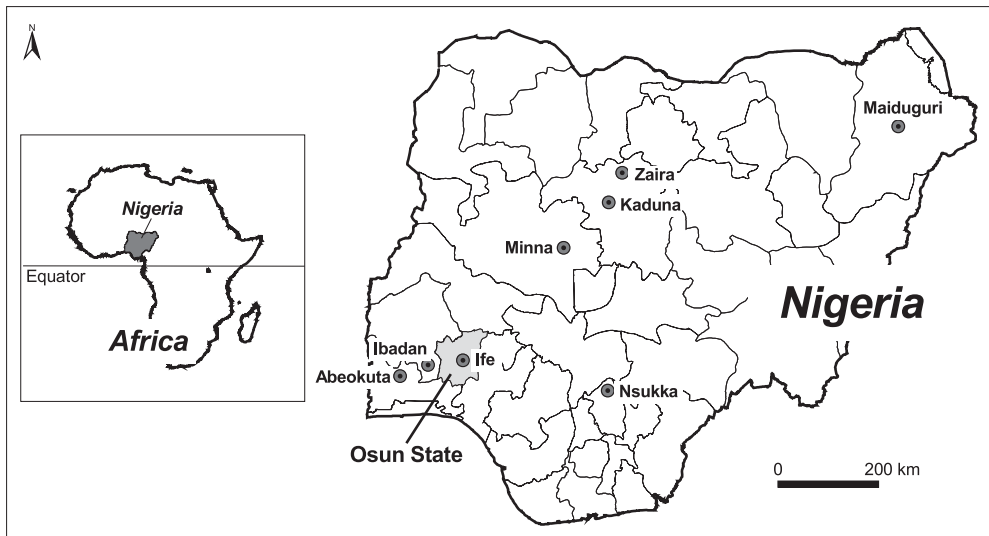 N
Maiduguri
Zaira
Kaduna
Minna
Nigeria
Ibadan
Ife
Abeokuta
Nsukka
Osun State
0 200 km
Nigeria
Equator
Africa